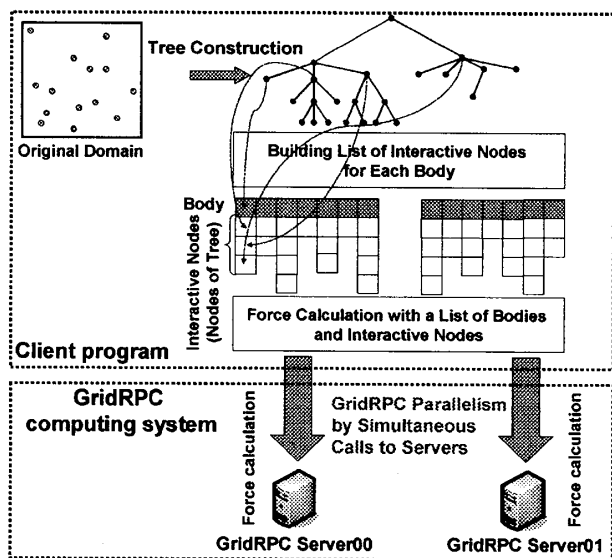 Tree Construction
Original Domain
Building List of Interactive Nodes
for Each Body
Body
Interactive Nodes
(Nodes of Tree)
Force Calculation with a List of Bodies
and Interactive Nodes
Client program
GridRPC
computing system
Force calculation
GridRPC Parallelism
by Simultaneous
Calls to Servers
Force calculation
GridRPC Server00
GridRPC Server01